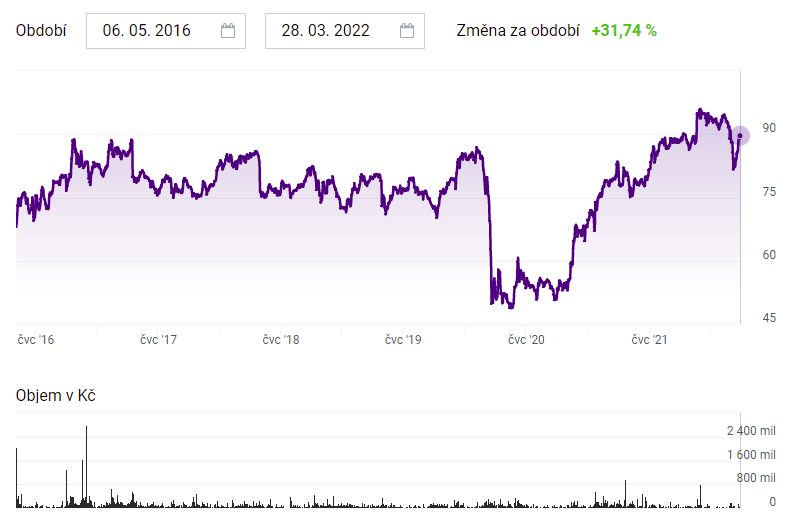 Období 06. 05. 2016 28. 03. 2022 Změna za období +31,74 %
90
75
60
45
čvc '16 čvc '17 čvc '18 čvc '19 čvc '20 čvc '21
Objem v Kč
2 400 mil
1 600 mil
800 mil
0